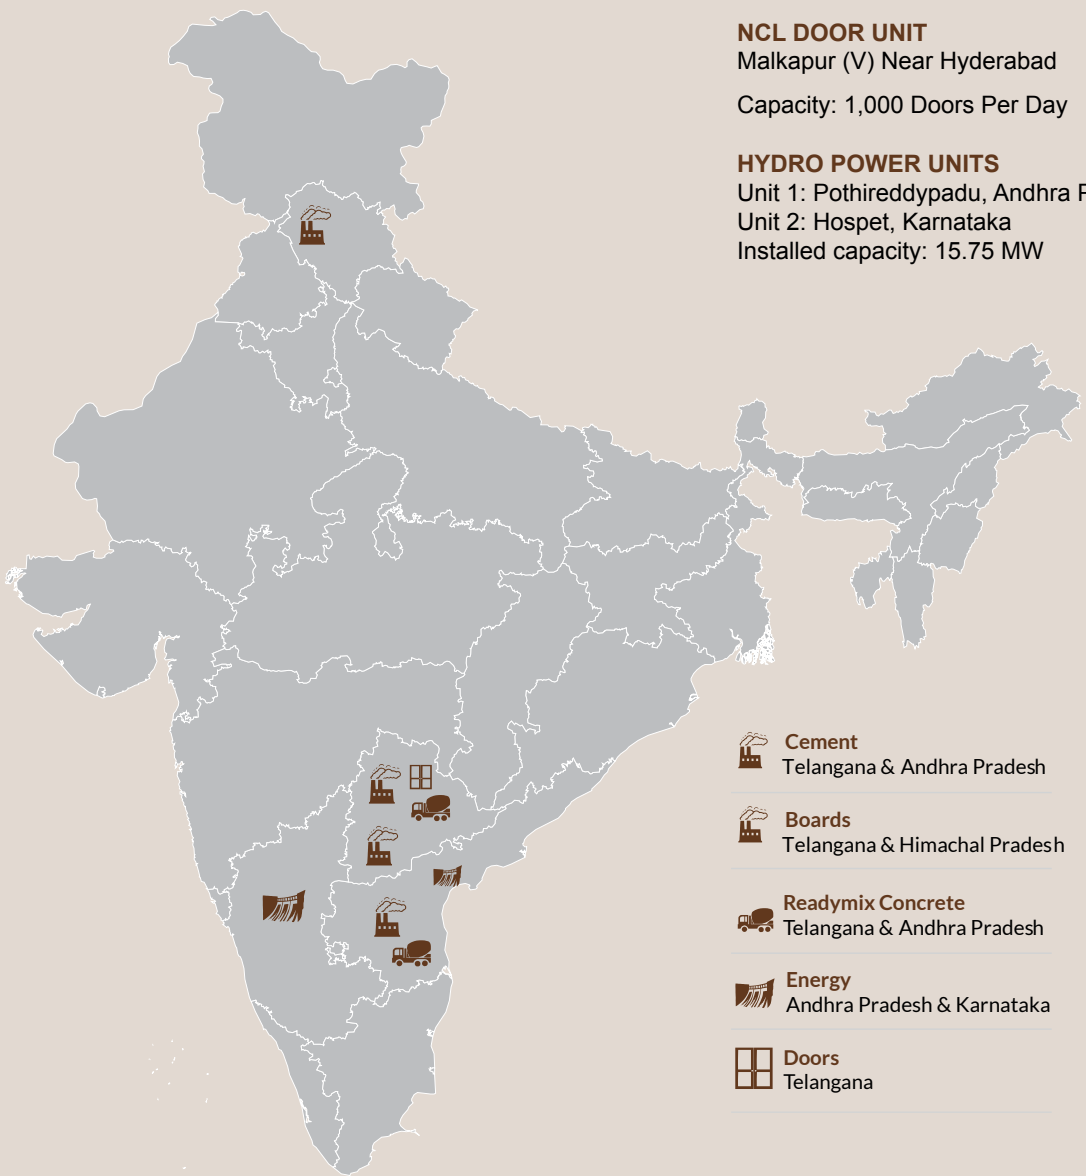 NCL DOOR UNIT
Malkapur (V) Near Hyderabad
Capacity: 1,000 Doors Per Day
HYDRO POWER UNITS
Unit 1: Pothireddypadu, Andhra
Unit 2: Hospet, Karnataka
Installed capacity: 15.75 MW
Cement
Telangana & Andhra Pradesh
Boards
Telangana & Himachal Pradesh
Readymix Concrete
Telangana & Andhra Pradesh
Energy
Andhra Pradesh & Karnataka
Doors
Telangana